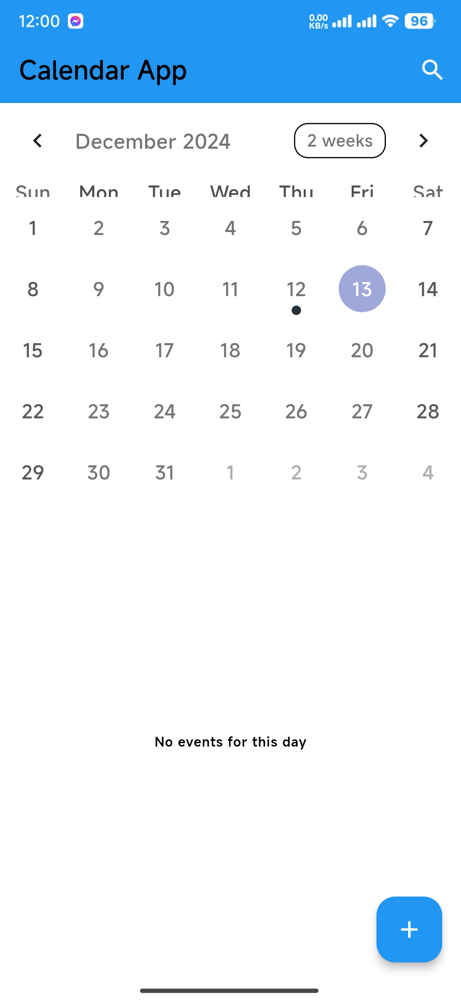 12:00 0.00 KB/s 96
Calendar App
December 2024 2 weeks
Sun Mon Tue Wed Thu Fri Sat
1 2 3 4 5 6 7
8 9 10 11 12 13 14
15 16 17 18 19 20 21
22 23 24 25 26 27 28
29 30 31 1 2 3 4
No events for this day